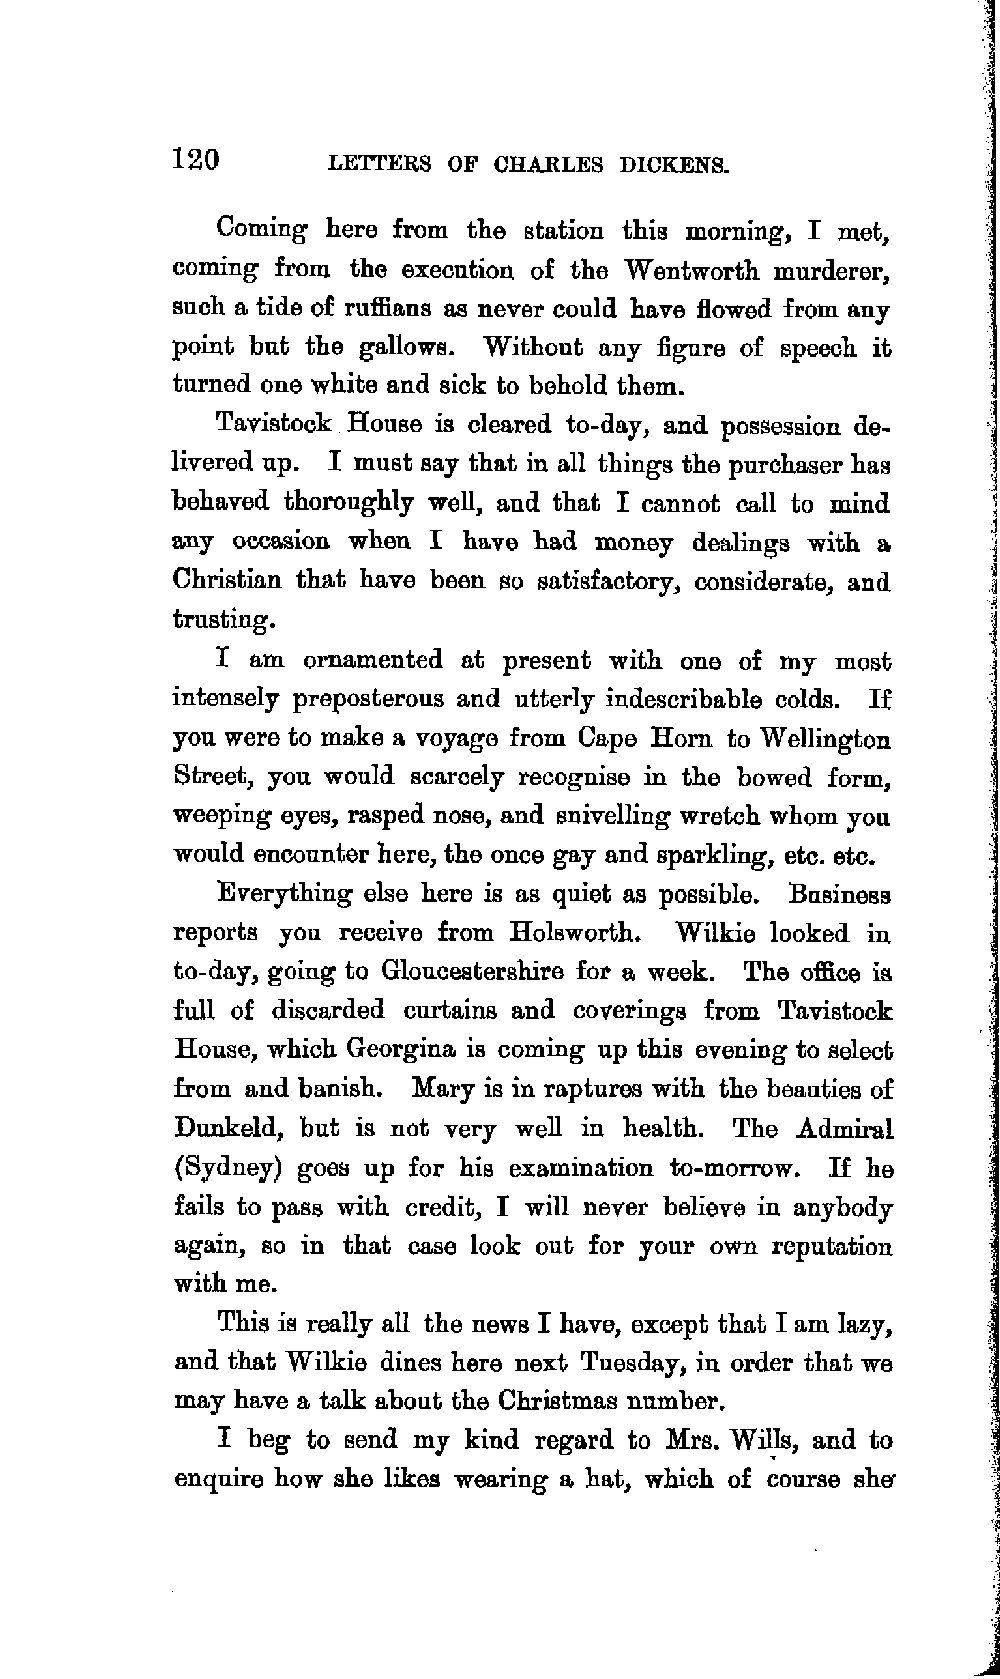 120 LETTERS OF CHARLES DICKENS.
Coming here from the station this morning, I met,
coming from the execution of the Wentworth murderer,
such a tide of ruffians as never could have flowed from any
point but the gallows. Without any figure of speech it
turned one white and sick to behold them.
Tavistock House is cleared to-day, and possession de-
livered up. I must say that in all things the purchaser has
behaved thoroughly well, and that I cannot call to mind
any occasion when I have had money dealings with a
Christian that have been so satisfactory, considerate, and
trusting.
I am ornamented at present with one of my most
intensely preposterous and utterly indescribable colds. If
you were to make a voyage from Cape Horn to Wellington
Street, you would scarcely recognise in the bowed form,
weeping eyes, rasped nose, and snivelling wretch whom you
would encounter here, the once gay and sparkling, etc. etc.
Everything else here is as quiet as possible. Business
reports you receive from Holsworth. Wilkie looked in
to-day, going to Gloucestershire for a week. The office is
full of discarded curtains and coverings from Tavistock
House, which Georgina is coming up this evening to select
from and banish. Mary is in raptures with the beauties of
Dunkeld, but is not very well in health. The Admiral
(Sydney) goes up for his examination to-morrow. If he
fails to pass with credit, I will never believe in anybody
again, so in that case look out for your own reputation
with me.
This is really all the news I have, except that I am lazy,
and that Wilkie dines here next Tuesday, in order that we
may have a talk about the Christmas number.
I beg to send my kind regard to Mrs. Wills, and to
enquire how she likes wearing a hat, which of course she